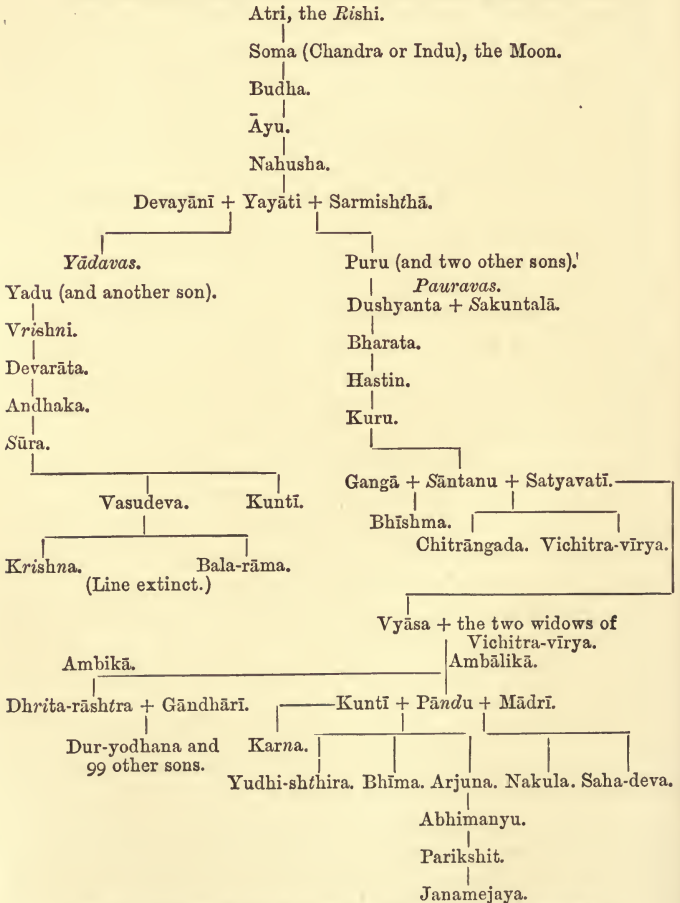 Atri, the Rishi.
Soma (Chandra or Indu), the Moon.
Budha.
Āyu.
Nahusha.
Devayānī + Yayāti + Sarmishthā.
Yādavas.
Yadu (and another son).
Vrishni.
Devarāta.
Andhaka.
Sūra.
Vasudeva. Kuntī.
Krishna. Bala-rāma.
(Line extinct.)
Puru (and two other sons).'
Pauravas.
Dushyanta + Sakuntalā.
Bharata.
Hastin.
Kuru.
Gangā + Sāntanu + Satyavatī.
Bhīshma.
Chitrāngada. Vichitra-vīrya.
Vyāsa + the two widows of
Vichitra-vīrya.
Ambikā. Ambālikā.
Dhrita-rāshtra + Gāndhārī. Kuntī + Pāndu + Mādrī.
Dur-yodhana and
99 other sons.
Karna.
Yudhi-shthira. Bhīma. Arjuna. Nakula. Saha-deva.
Abhimanyu.
Parikshit.
Janamejaya.